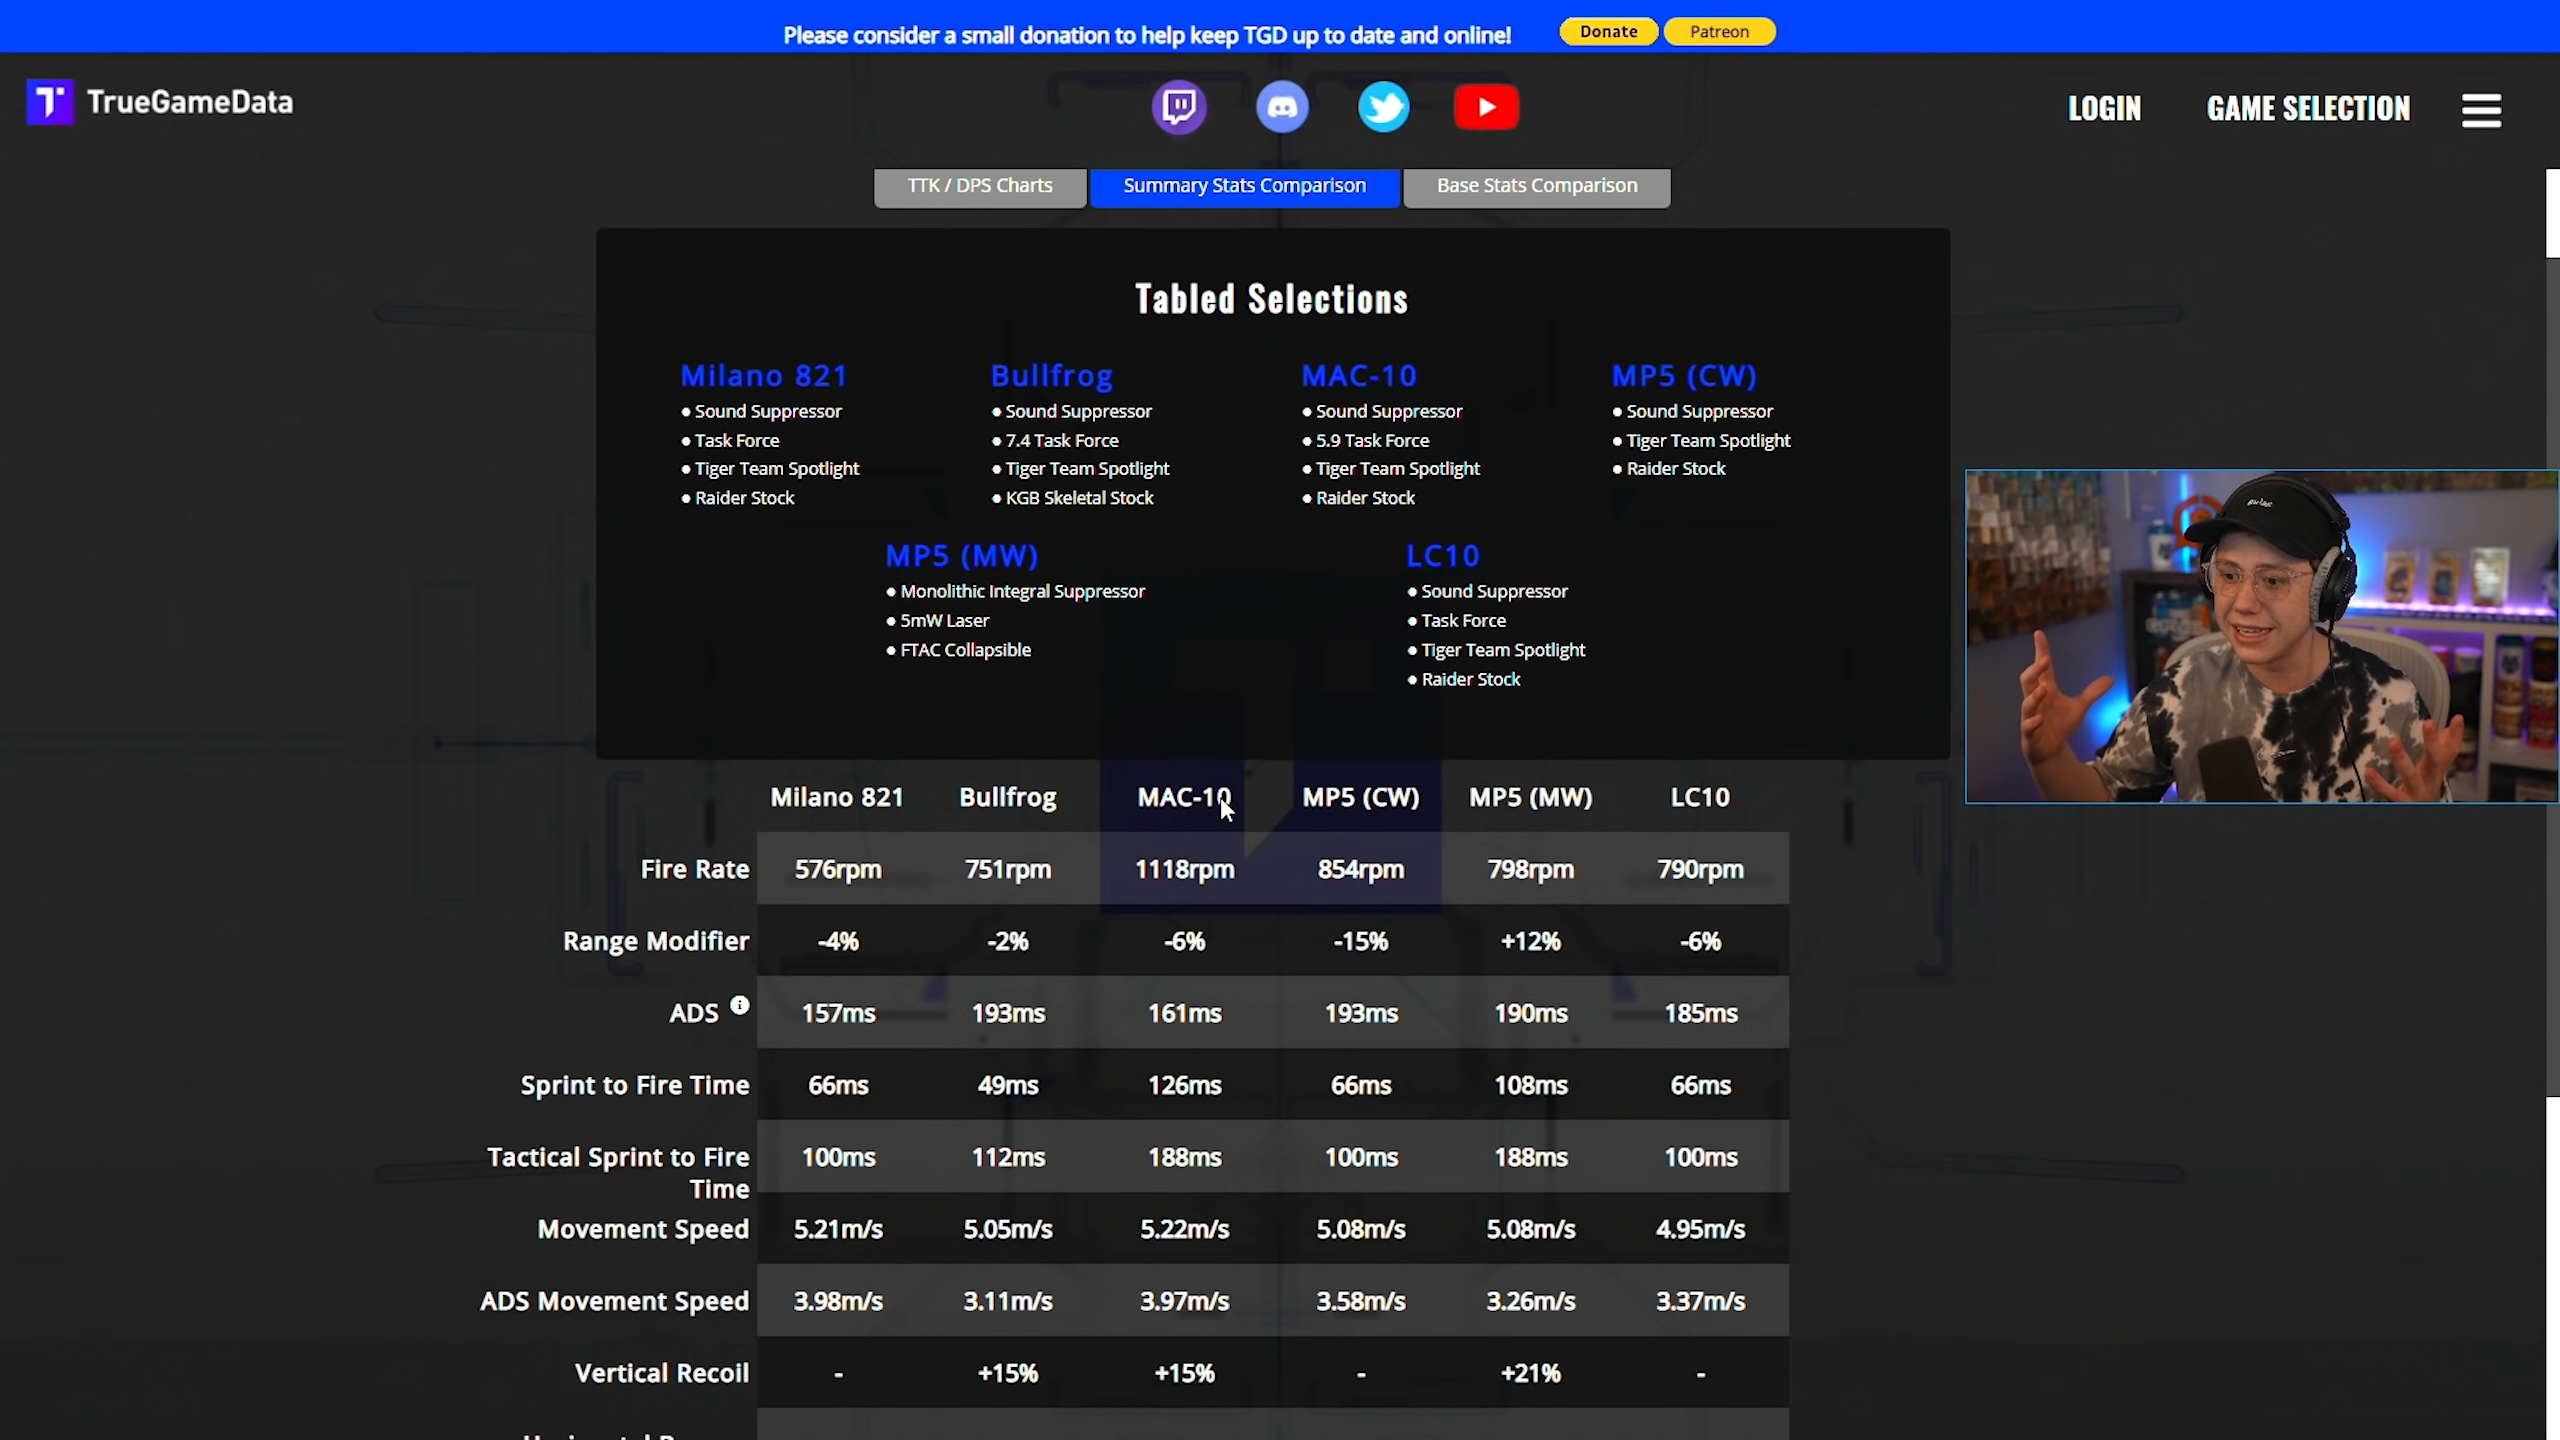 Please consider a small donation to help keep TGD up to date and online! Donate Patreon
TrueGameData LOGIN GAME SELECTION
TTK / DPS Charts Summary Stats Comparison Base Stats Comparison
Tabled Selections
Milano 821
● Sound Suppressor
● Task Force
● Tiger Team Spotlight
● Raider Stock
Bullfrog
● Sound Suppressor
● 7.4 Task Force
● Tiger Team Spotlight
● KGB Skeletal Stock
MAC-10
● Sound Suppressor
● 5.9 Task Force
● Tiger Team Spotlight
● Raider Stock
MP5 (CW)
● Sound Suppressor
● Tiger Team Spotlight
● Raider Stock
MP5 (MW)
● Monolithic Integral Suppressor
● 5mW Laser
● FTAC Collapsible
LC10
● Sound Suppressor
● Task Force
● Tiger Team Spotlight
● Raider Stock
Milano 821 Bullfrog MAC-10 MP5 (CW) MP5 (MW) LC10
Fire Rate 576rpm 751rpm 1118rpm 854rpm 798rpm 790rpm
Range Modifier -4% -2% -6% -15% +12% -6%
ADS 157ms 193ms 161ms 193ms 190ms 185ms
Sprint to Fire Time 66ms 49ms 126ms 66ms 108ms 66ms
Tactical Sprint to Fire 100ms 112ms 188ms 100ms 188ms 100ms
Time
Movement Speed 5.21m/s 5.05m/s 5.22m/s 5.08m/s 5.08m/s 4.95m/s
ADS Movement Speed 3.98m/s 3.11m/s 3.97m/s 3.58m/s 3.26m/s 3.37m/s
Vertical Recoil - +15% +15% - +21% -